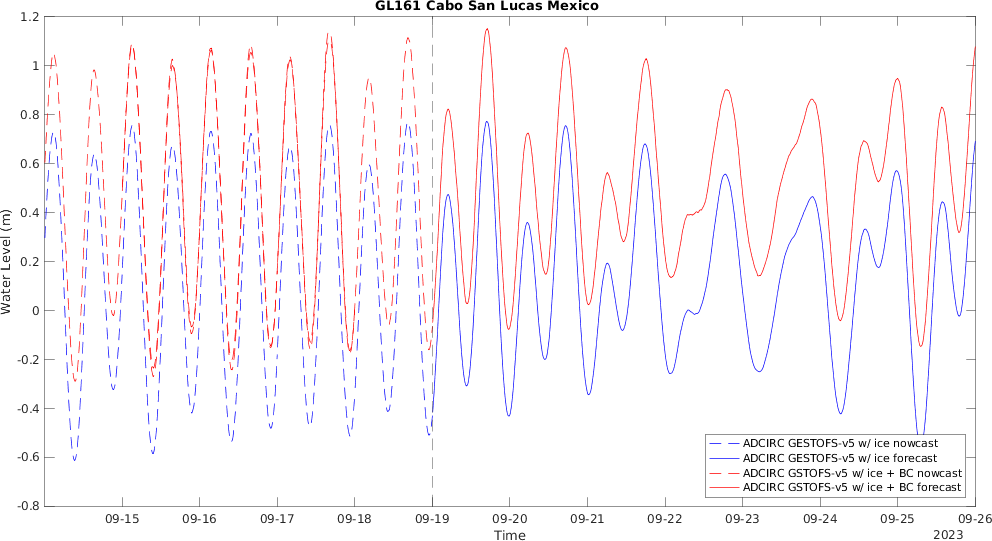 GL161 Cabo San Lucas Mexico
Water Level (m)
1.2
1
0.8
0.6
0.4
0.2
0
-0.2
-0.4
-0.6
-0.8
ADCIRC GESTOFS-v5 w/ ice nowcast
ADCIRC GESTOFS-v5 w/ ice forecast
ADCIRC GSTOFS-v5 w/ ice + BC nowcast
ADCIRC GSTOFS-v5 w/ ice + BC forecast
09-15 09-16 09-17 09-18 09-19 09-20 09-21 09-22 09-23 09-24 09-25 09-26
Time
2023